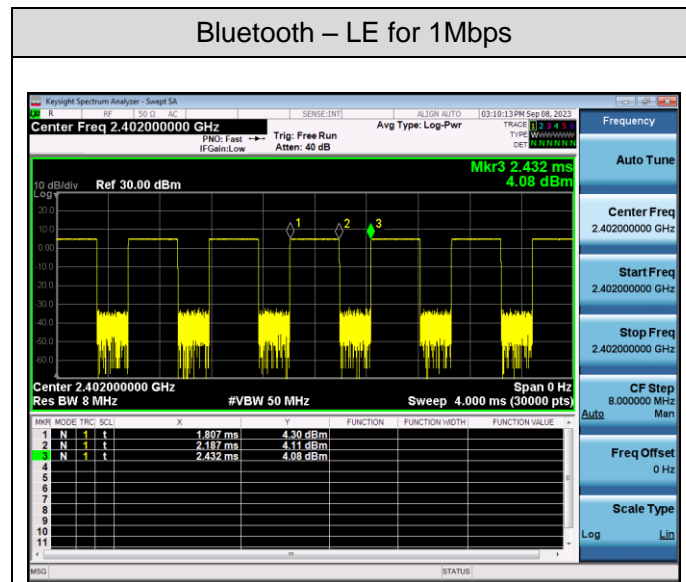 Bluetooth – LE for 1Mbps
Keysight Spectrum Analyzer - Swept SA
R RF 50 Ω AC SENSE:INT ALIGN AUTO 03:10:13PM Sep 08, 2023
Center Freq 2.402000000 GHz
PNO: Fast
IFGain:Low
Trig: Free Run
Atten: 40 dB
Avg Type: Log-Pwr
TRACE 1 2 3 4 5 6
TYPE WWWWWW
DET N N N N N N
Mkr3 2.432 ms
4.08 dBm
10 dB/div Ref 30.00 dBm
Log
20.0
10.0
0.00
-10.0
-20.0
-30.0
-40.0
-50.0
-60.0
1 2 3
Center 2.402000000 GHz Span 0 Hz
Res BW 8 MHz #VBW 50 MHz Sweep 4.000 ms (30000 pts)
MKR MODE TRC SCL X Y FUNCTION FUNCTION WIDTH FUNCTION VALUE
1 N 1 t 1.807 ms 4.30 dBm
2 N 1 t 2.187 ms 4.11 dBm
3 N 1 t 2.432 ms 4.08 dBm
4
5
6
7
8
9
10
11
MSG STATUS
Frequency
Auto Tune
Center Freq
2.402000000 GHz
Start Freq
2.402000000 GHz
Stop Freq
2.402000000 GHz
CF Step
8.000000 MHz
Auto Man
Freq Offset
0 Hz
Scale Type
Log Lin